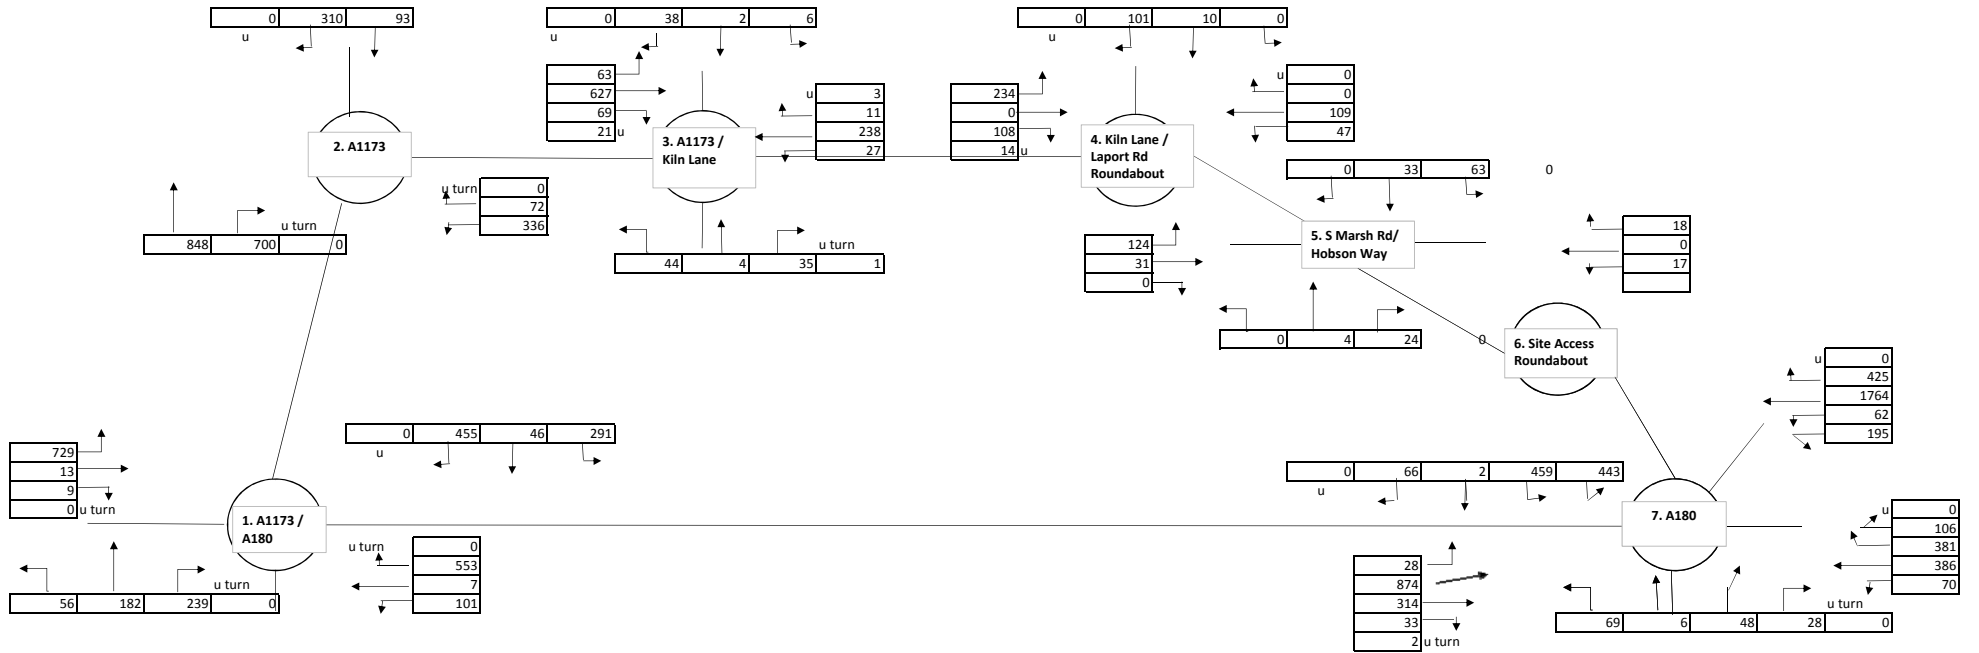 0 310 93
u
0 38 2 6
u
0 101 10 0
u
63
627
69
21 u
u 3
11
238
27
234
0
108
14 u
u 0
0
109
47
2. A1173
3. A1173 /
Kiln Lane
4. Kiln Lane /
Laport Rd
Roundabout
0 33 63 0
u turn 0
72
336
u turn
848 700 0
u turn
44 4 35 1
124
31
0
5. S Marsh Rd/
Hobson Way
18
0
17
0 4 24 0
6. Site Access
Roundabout
u 0
425
1764
62
195
0 455 46 291
u
729
13
9
0 u turn
0 66 2 459 443
u
1. A1173 /
A180
7. A180
u 0
106
381
386
70
u turn 0
553
7
101
u turn
56 182 239 0
28
874
314
33
2 u turn
u turn
69 6 48 28 0